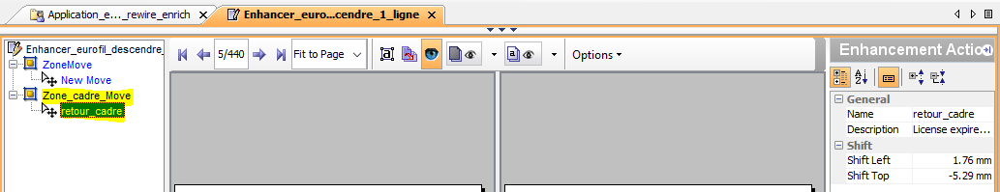 Application_e..._rewire_enrich
Enhancer_euro...cendre_1_ligne
Enhancer_eurofil_descendre_
ZoneMove
New Move
Zone_cadre_Move
retour_cadre
5/440
Fit to Page
Options
Enhancement Actio
General
Name retour_cadre
Description License expire...
Shift
Shift Left 1.76 mm
Shift Top -5.29 mm